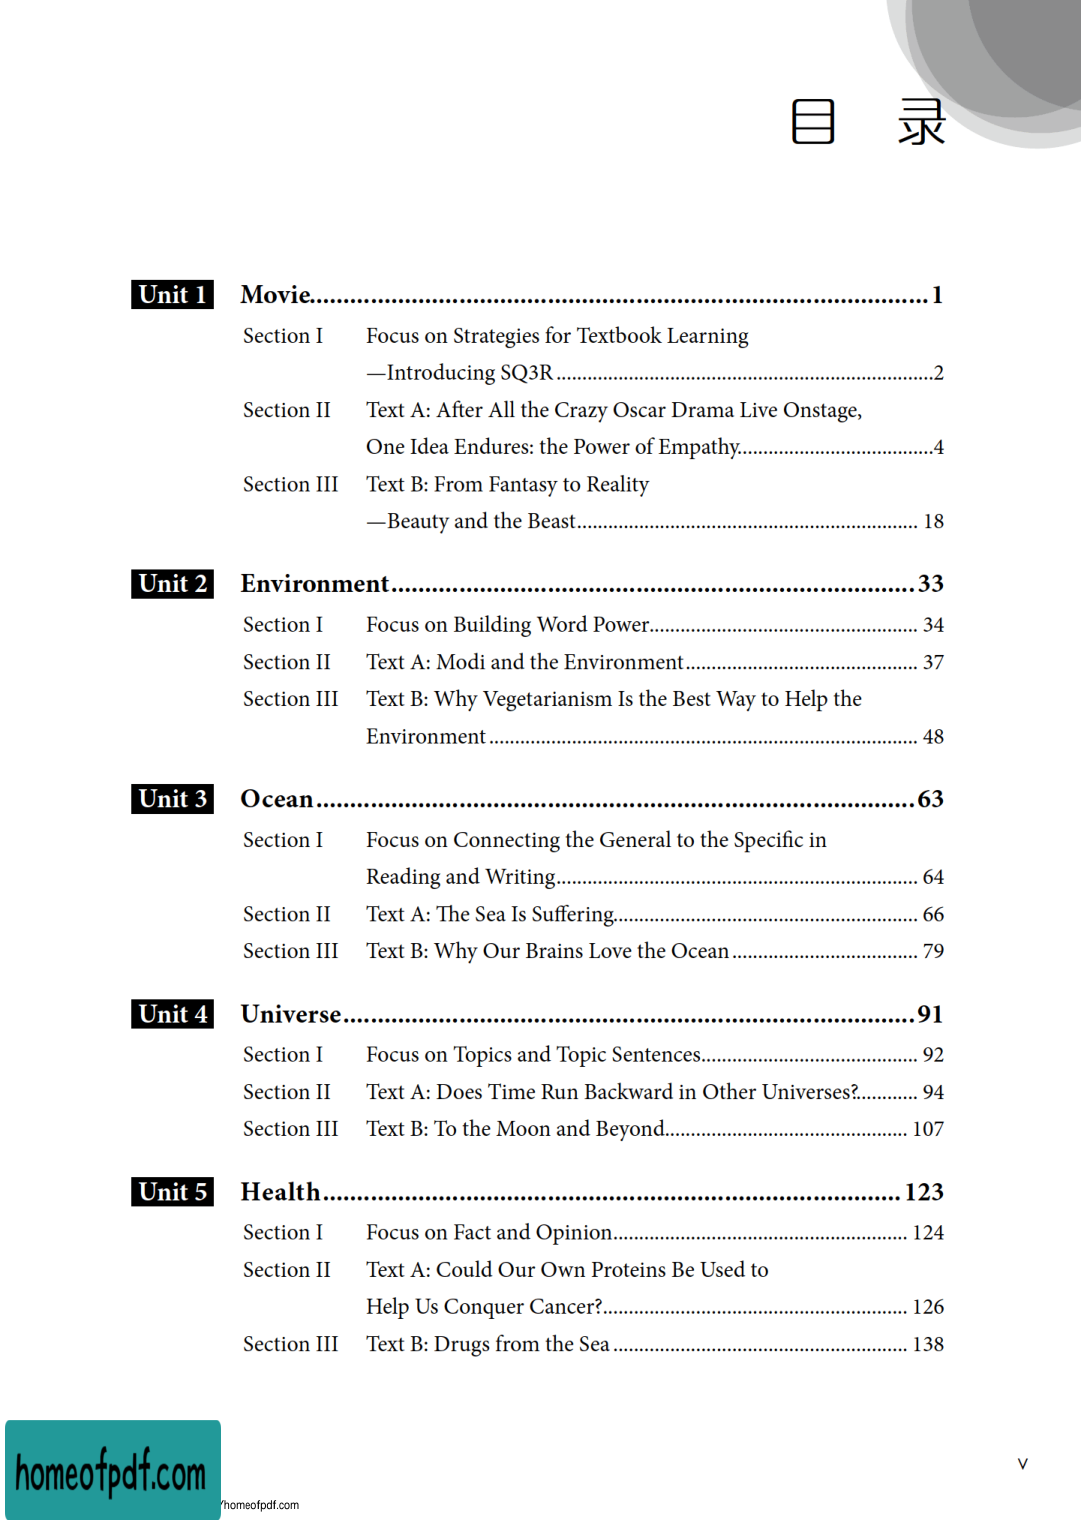 目 录
Unit 1 Movie 1
Section I Focus on Strategies for Textbook Learning
—Introducing SQ3R 2
Section II Text A: After All the Crazy Oscar Drama Live Onstage,
One Idea Endures: the Power of Empathy 4
Section III Text B: From Fantasy to Reality
—Beauty and the Beast 18
Unit 2 Environment 33
Section I Focus on Building Word Power 34
Section II Text A: Modi and the Environment 37
Section III Text B: Why Vegetarianism Is the Best Way to Help the
Environment 48
Unit 3 Ocean 63
Section I Focus on Connecting the General to the Specific in
Reading and Writing 64
Section II Text A: The Sea Is Suffering 66
Section III Text B: Why Our Brains Love the Ocean 79
Unit 4 Universe 91
Section I Focus on Topics and Topic Sentences 92
Section II Text A: Does Time Run Backward in Other Universes? 94
Section III Text B: To the Moon and Beyond 107
Unit 5 Health 123
Section I Focus on Fact and Opinion 124
Section II Text A: Could Our Own Proteins Be Used to
Help Us Conquer Cancer? 126
Section III Text B: Drugs from the Sea 138
V
homeofpdf.com
/homeofpdf.com